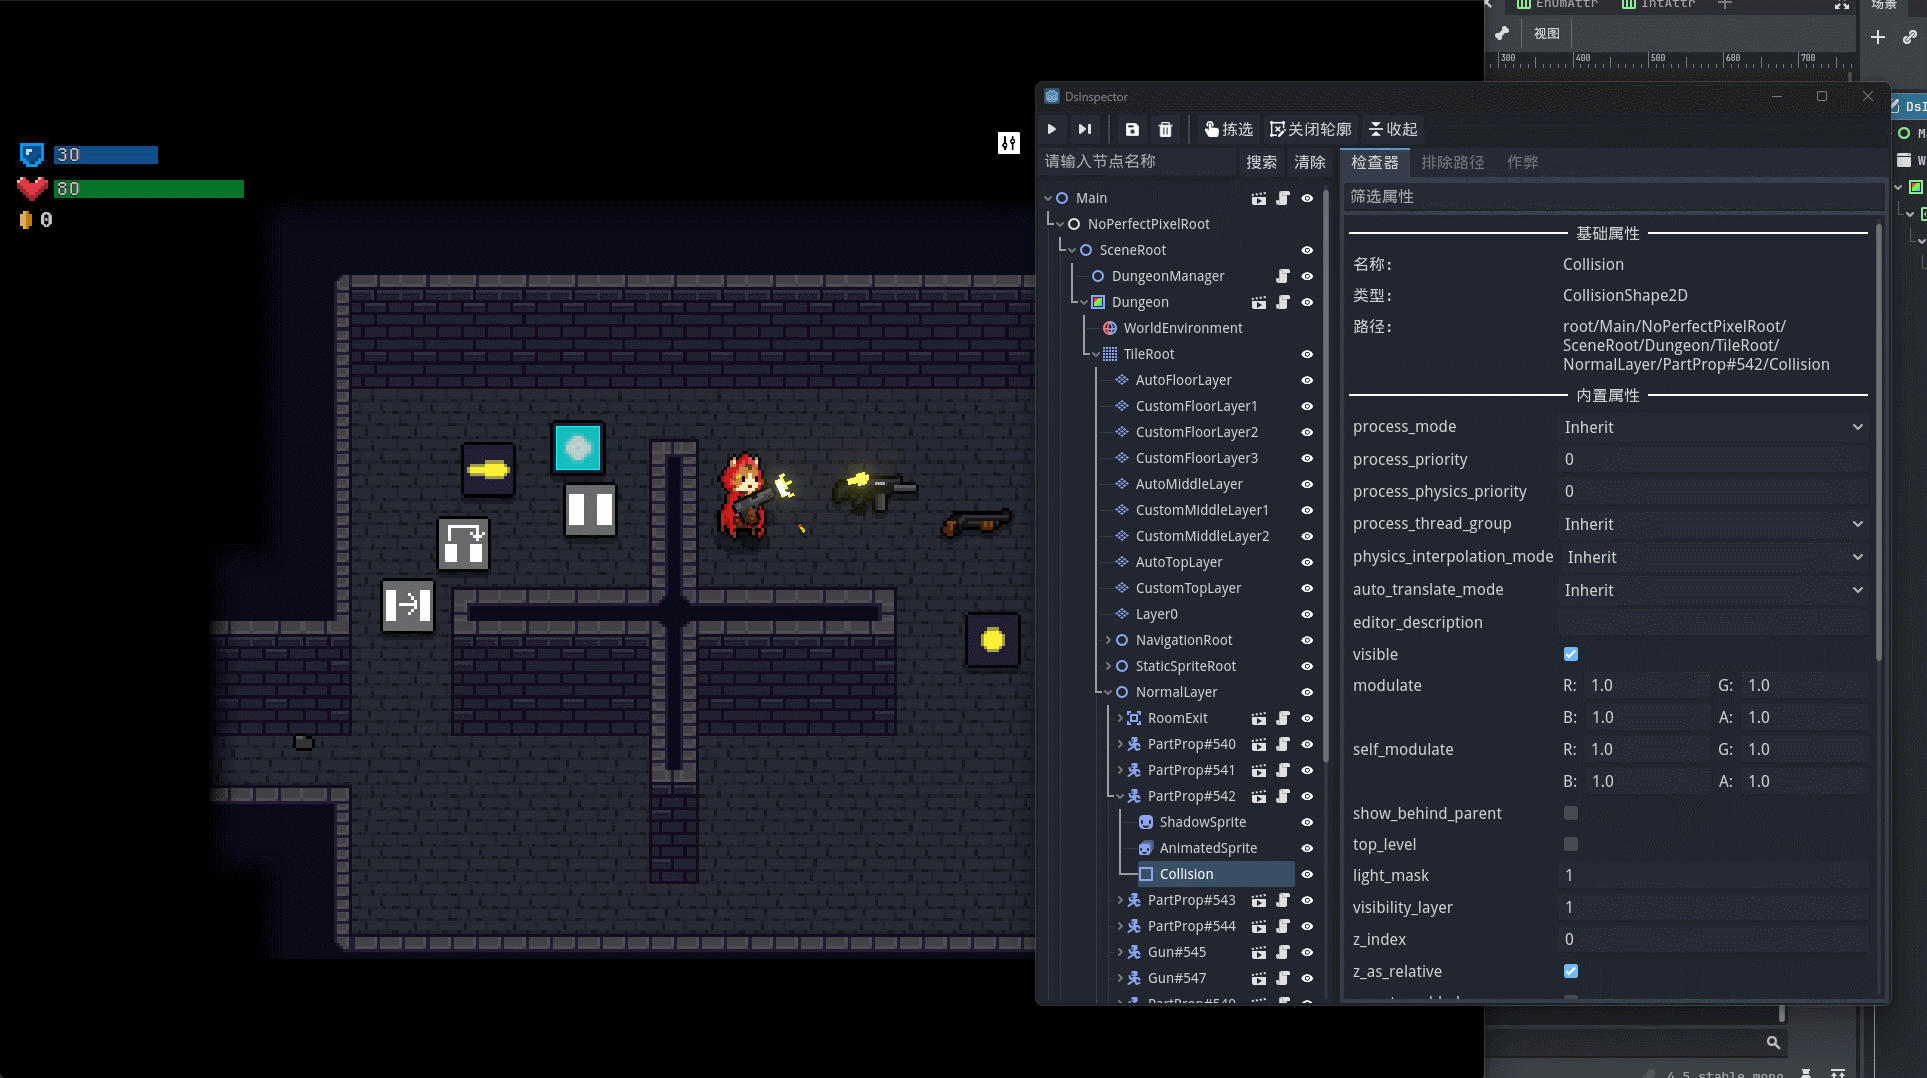 EnumAttr
IntAttr
场景
视图
300
400
500
600
700
30
80
0
DsInspector
拣选
关闭轮廓
收起
请输入节点名称
搜索
清除
Main
NoPerfectPixelRoot
SceneRoot
DungeonManager
Dungeon
WorldEnvironment
TileRoot
AutoFloorLayer
CustomFloorLayer1
CustomFloorLayer2
CustomFloorLayer3
AutoMiddleLayer
CustomMiddleLayer1
CustomMiddleLayer2
AutoTopLayer
CustomTopLayer
Layer0
NavigationRoot
StaticSpriteRoot
NormalLayer
RoomExit
PartProp#540
PartProp#541
PartProp#542
ShadowSprite
AnimatedSprite
Collision
PartProp#543
PartProp#544
Gun#545
Gun#547
检查器
排除路径
作弊
筛选属性
基础属性
名称: Collision
类型: CollisionShape2D
路径: root/Main/NoPerfectPixelRoot/
SceneRoot/Dungeon/TileRoot/
NormalLayer/PartProp#542/Collision
内置属性
process_mode Inherit
process_priority 0
process_physics_priority 0
process_thread_group Inherit
physics_interpolation_mode Inherit
auto_translate_mode Inherit
editor_description
visible
modulate R: 1.0 G: 1.0
B: 1.0 A: 1.0
self_modulate R: 1.0 G: 1.0
B: 1.0 A: 1.0
show_behind_parent
top_level
light_mask 1
visibility_layer 1
z_index 0
z_as_relative
DsI
M
W
4.5.stable.mono